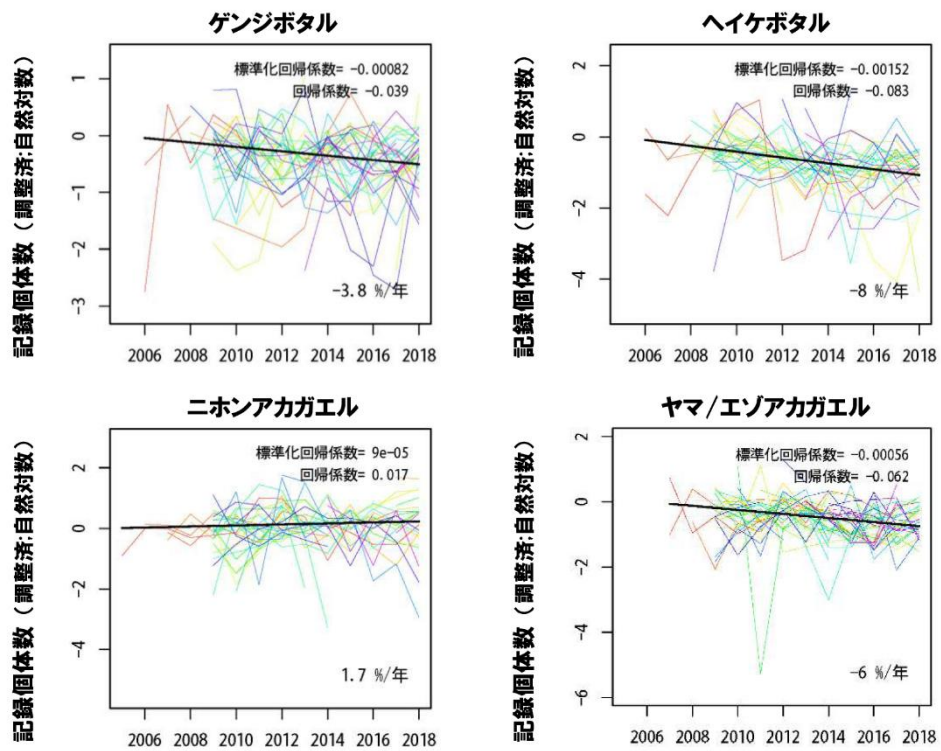 ゲンジボタル
標準化回帰係数= -0.00082
回帰係数= -0.039
記録個体数（調整済;自然対数）
1
0
-1
-2
-3
-3.8 %/年
2006 2008 2010 2012 2014 2016 2018
ヘイケボタル
標準化回帰係数= -0.00152
回帰係数= -0.083
記録個体数（調整済;自然対数）
2
0
-2
-4
-8 %/年
2006 2008 2010 2012 2014 2016 2018
ニホンアカガエル
標準化回帰係数= 9e-05
回帰係数= 0.017
記録個体数（調整済;自然対数）
2
0
-2
-4
1.7 %/年
2006 2008 2010 2012 2014 2016 2018
ヤマ/エゾアカガエル
標準化回帰係数= -0.00056
回帰係数= -0.062
記録個体数（調整済;自然対数）
2
0
-2
-4
-6
-6 %/年
2006 2008 2010 2012 2014 2016 2018